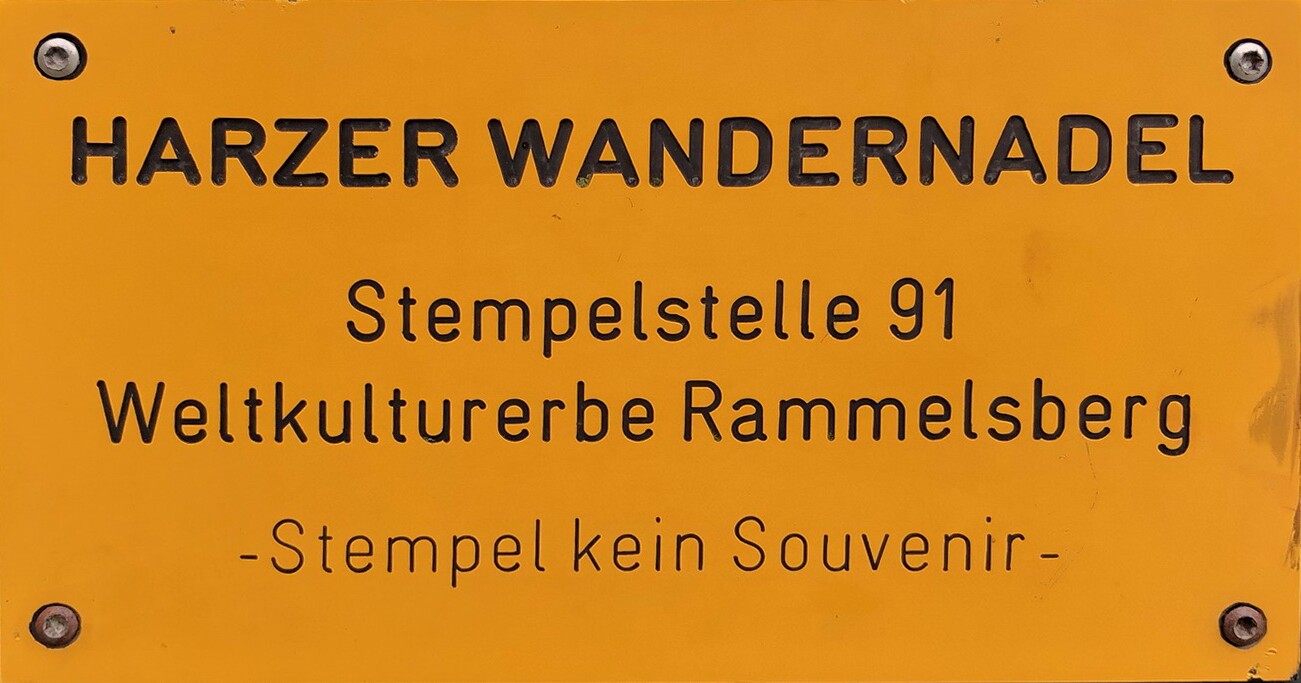 HARZER WANDERNADEL
Stempelstelle 91
Weltkulturerbe Rammelsberg
-Stempel kein Souvenir-